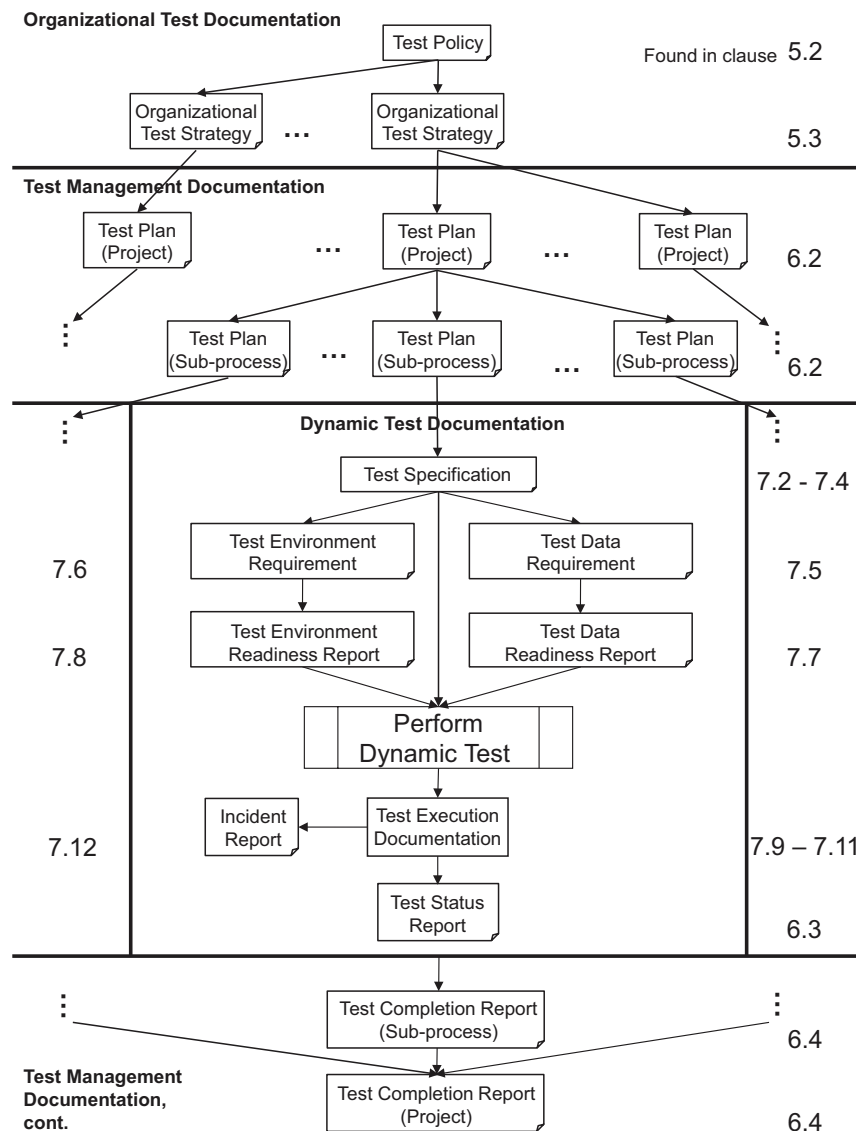 Organizational Test Documentation
Test Policy
Found in clause 5.2
Organizational
Test Strategy
...
Organizational
Test Strategy
5.3
Test Management Documentation
Test Plan
(Project)
...
Test Plan
(Project)
...
Test Plan
(Project)
6.2
...
Test Plan
(Sub-process)
...
Test Plan
(Sub-process)
...
Test Plan
(Sub-process)
...
6.2
...
Dynamic Test Documentation
...
Test Specification
7.2 - 7.4
7.6
Test Environment
Requirement
Test Data
Requirement
7.5
7.8
Test Environment
Readiness Report
Test Data
Readiness Report
7.7
Perform
Dynamic Test
7.12
Incident
Report
Test Execution
Documentation
7.9 – 7.11
Test Status
Report
6.3
...
Test Completion Report
(Sub-process)
...
6.4
Test Management
Documentation,
cont.
Test Completion Report
(Project)
6.4